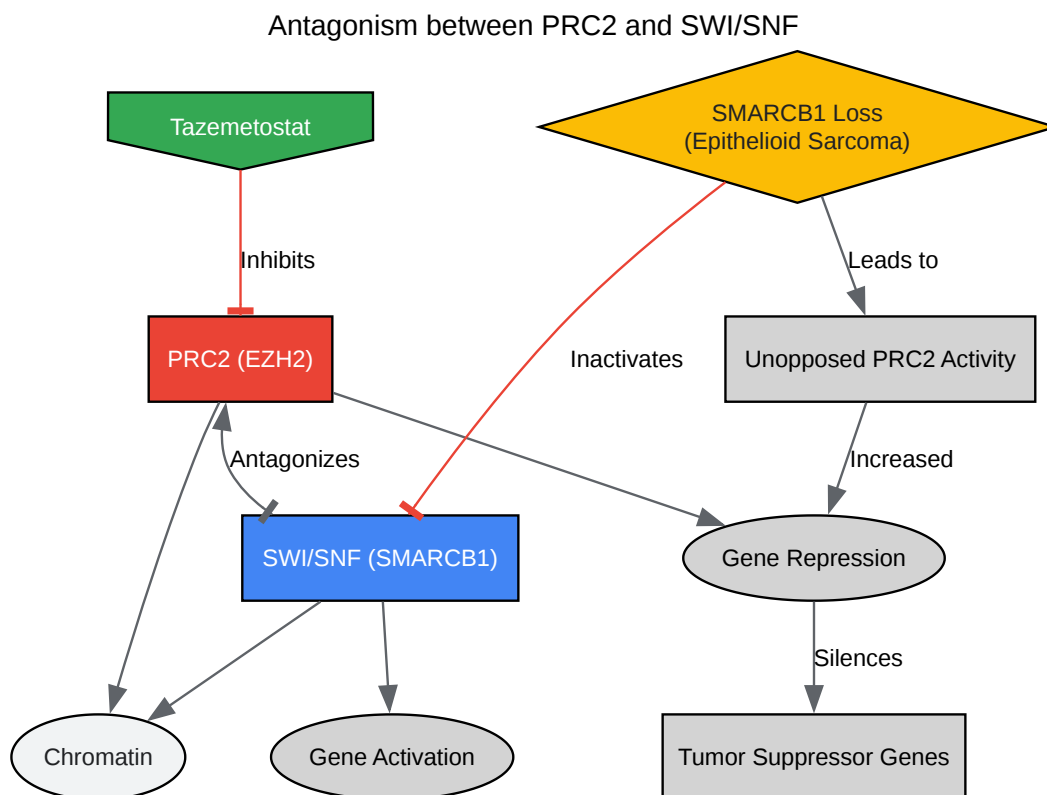 Antagonism between PRC2 and SWI/SNF
Tazemetostat
SMARCB1 Loss
(Epithelioid Sarcoma)
Inhibits
Leads to
PRC2 (EZH2)
Inactivates
Unopposed PRC2 Activity
Antagonizes
Increased
SWI/SNF (SMARCB1)
Gene Repression
Silences
Chromatin
Gene Activation
Tumor Suppressor Genes